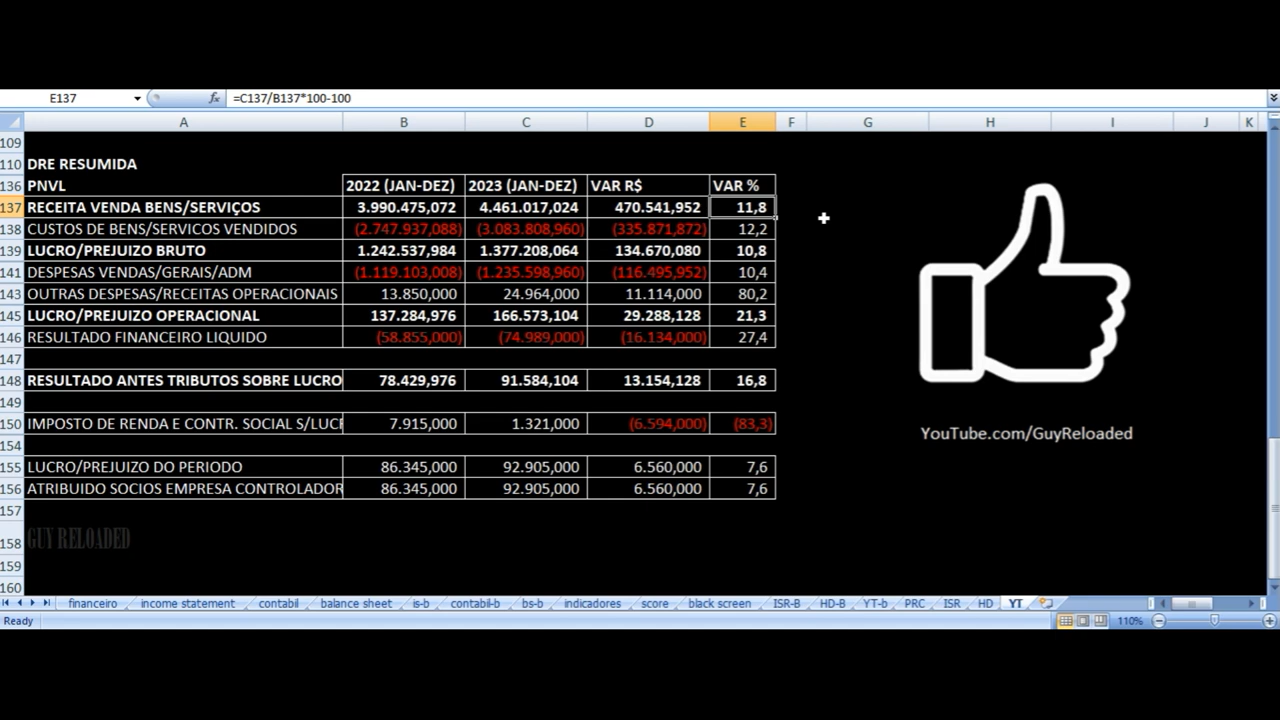 E137 fx =C137/B137*100-100
A B C D E F G H I J K
109
110 DRE RESUMIDA
136 PNVL 2022 (JAN-DEZ) 2023 (JAN-DEZ) VAR R$ VAR %
137 RECEITA VENDA BENS/SERVIÇOS 3.990.475,072 4.461.017,024 470.541,952 11,8
138 CUSTOS DE BENS/SERVICOS VENDIDOS (2.747.937,088) (3.083.808,960) (335.871,872) 12,2
139 LUCRO/PREJUIZO BRUTO 1.242.537,984 1.377.208,064 134.670,080 10,8
141 DESPESAS VENDAS/GERAIS/ADM (1.119.103,008) (1.235.598,960) (116.495,952) 10,4
143 OUTRAS DESPESAS/RECEITAS OPERACIONAIS 13.850,000 24.964,000 11.114,000 80,2
145 LUCRO/PREJUIZO OPERACIONAL 137.284,976 166.573,104 29.288,128 21,3
146 RESULTADO FINANCEIRO LIQUIDO (58.855,000) (74.989,000) (16.134,000) 27,4
147
148 RESULTADO ANTES TRIBUTOS SOBRE LUCRO 78.429,976 91.584,104 13.154,128 16,8
149
150 IMPOSTO DE RENDA E CONTR. SOCIAL S/LUCR 7.915,000 1.321,000 (6.594,000) (83,3)
154
155 LUCRO/PREJUIZO DO PERIODO 86.345,000 92.905,000 6.560,000 7,6
156 ATRIBUIDO SOCIOS EMPRESA CONTROLADOR 86.345,000 92.905,000 6.560,000 7,6
157
158 GUY RELOADED
159
160
YouTube.com/GuyReloaded
financeiro income statement contabil balance sheet is-b contabil-b bs-b indicadores score black screen ISR-B HD-B YT-b PRC ISR HD YT
Ready 110%